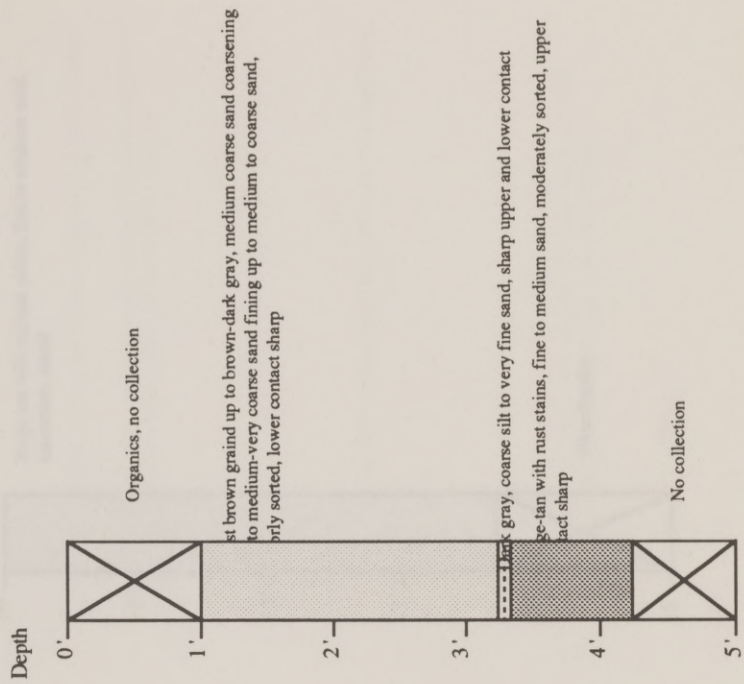 Depth
0'
Organics, no collection
1'
st brown graind up to brown-dark gray, medium coarse sand coarsening
to medium-very coarse sand fining up to medium to coarse sand,
orly sorted, lower contact sharp
2'
3'
Dark gray, coarse silt to very fine sand, sharp upper and lower contact
ge-tan with rust stains, fine to medium sand, moderately sorted, upper
tact sharp
4'
No collection
5'